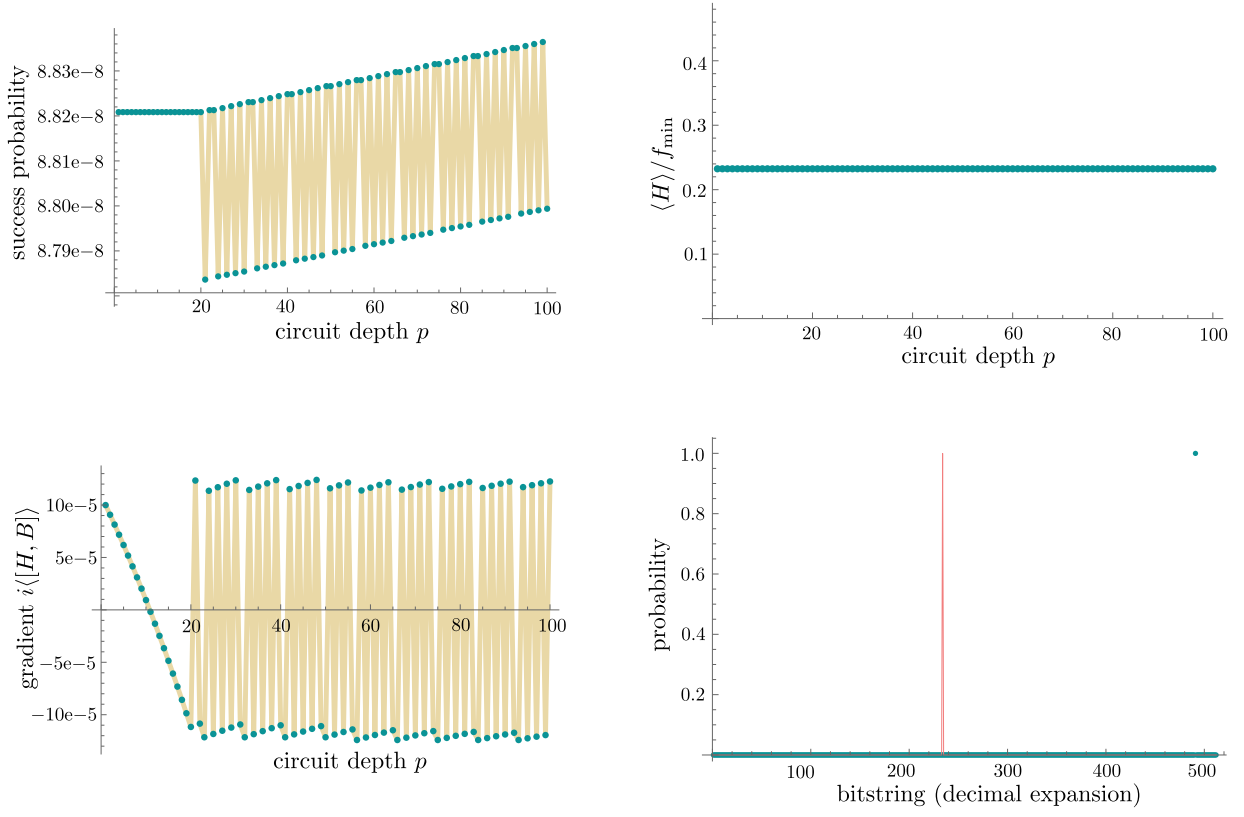 success probability
8.83e−8
8.82e−8
8.81e−8
8.80e−8
8.79e−8
20
40
60
80
100
circuit depth p
⟨H⟩/f_min
0.4
0.3
0.2
0.1
20
40
60
80
100
circuit depth p
gradient i⟨[H, B]⟩
10e−5
5e−5
−5e−5
−10e−5
20
40
60
80
100
circuit depth p
probability
1.0
0.8
0.6
0.4
0.2
100
200
300
400
500
bitstring (decimal expansion)